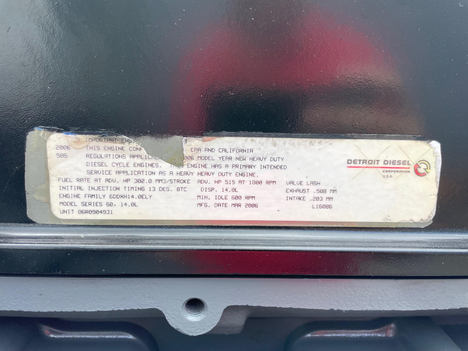 IMPORTANT EN
2006 THIS ENGINE CONF EPA AND CALIFORNIA
505 REGULATIONS APPLIC 2006 MODEL YEAR NEW HEAVY DUTY
DIESEL CYCLE ENGINES. ENGINE HAS A PRIMARY INTENDED
SERVICE APPLICATION AS A HEAVY HEAVY DUTY ENGINE.
FUEL RATE AT ADV. HP 302.0 MM3/STROKE ADV. HP 515 AT 1800 RPM VALVE LASH
INITIAL INJECTION TIMING 13 DEG. BTC DISP. 14.0L EXHAUST .508 MM
ENGINE FAMILY 6DDXH14.0ELY MIN. IDLE 600 RPM INTAKE .203 MM
MODEL SERIES 60, 14.0L MFG. DATE MAR 2006
UNIT 06R0904931
DETROIT DIESEL
CORPORATION
USA